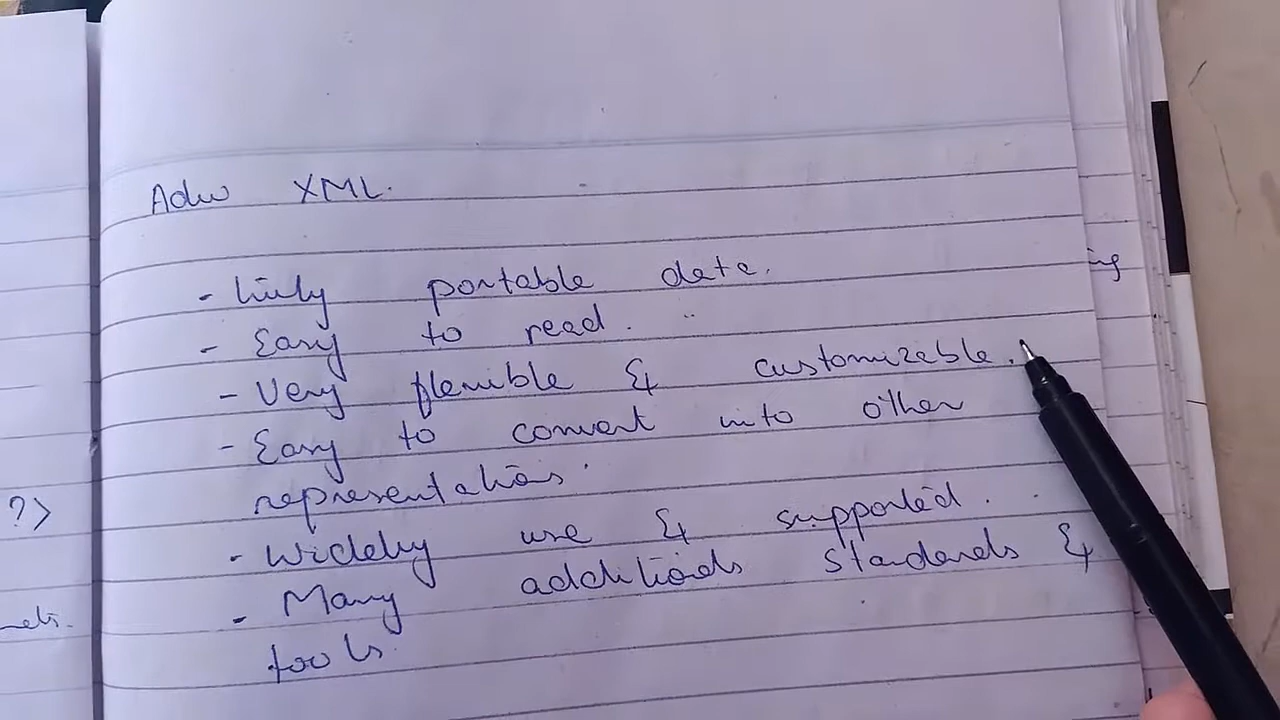 Adv XML.
- Truly portable data.
- Easy to read.
- Very flexible & customizable.
- Easy to convert into other
representations.
- Widely use & supported.
- Many additionals standards &
tools.
?>